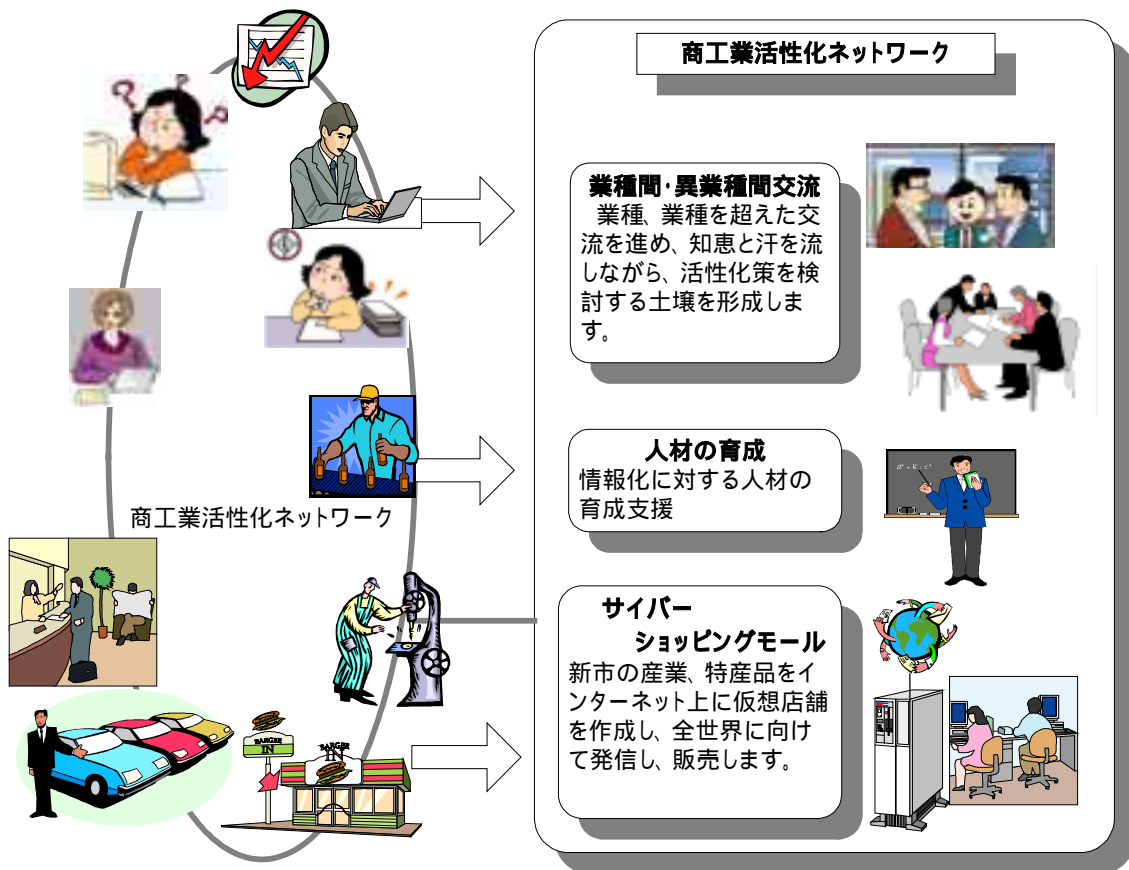 商工業活性化ネットワーク
業種間・異業種間交流
業種、業種を超えた交
流を進め、知恵と汗を流
しながら、活性化策を検
討する土壌を形成しま
す。
人材の育成
情報化に対する人材の
育成支援
商工業活性化ネットワーク
サイバー
ショッピングモール
新市の産業、特産品をイ
ンターネット上に仮想店舗
を作成し、全世界に向け
て発信し、販売します。
BARGER
IN
BARGER
IN